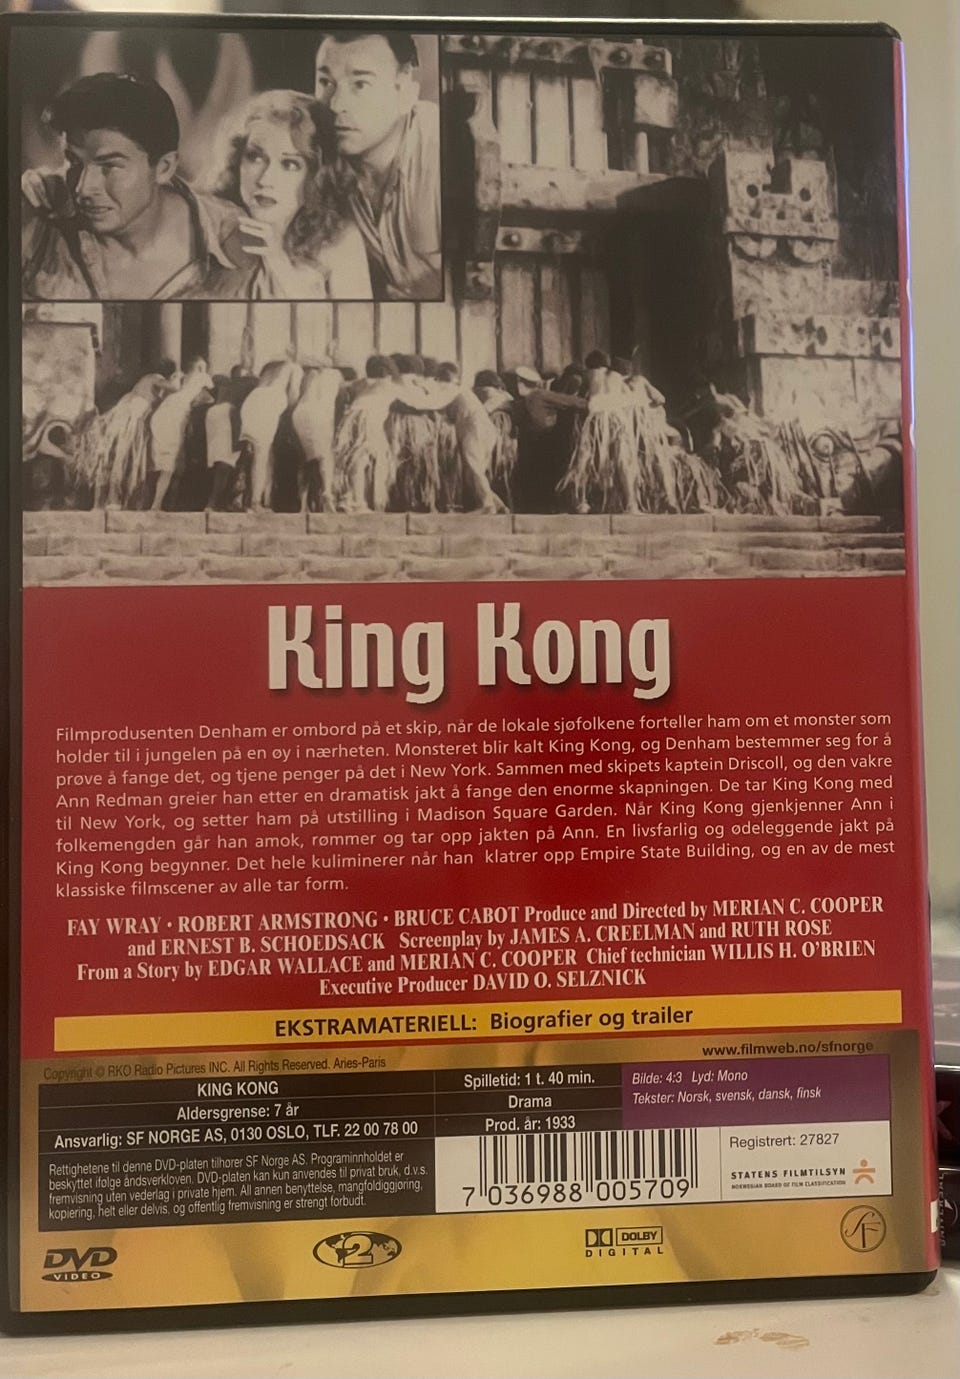 King Kong
Filmprodusenten Denham er ombord på et skip, når de lokale sjøfolkene forteller ham om et monster som
holder til i jungelen på en øy i nærheten. Monsteret blir kalt King Kong, og Denham bestemmer seg for å
prøve å fange det, og tjene penger på det i New York. Sammen med skipets kaptein Driscoll, og den vakre
Ann Redman greier han etter en dramatisk jakt å fange den enorme skapningen. De tar King Kong med
til New York, og setter ham på utstilling i Madison Square Garden. Når King Kong gjenkjenner Ann i
folkemengden går han amok, rømmer og tar opp jakten på Ann. En livsfarlig og ødeleggende jakt på
King Kong begynner. Det hele kuliminerer når han klatrer opp Empire State Building, og en av de mest
klassiske filmscener av alle tar form.
FAY WRAY • ROBERT ARMSTRONG • BRUCE CABOT Produce and Directed by MERIAN C. COOPER
and ERNEST B. SCHOEDSACK Screenplay by JAMES A. CREELMAN and RUTH ROSE
From a Story by EDGAR WALLACE and MERIAN C. COOPER Chief technician WILLIS H. O'BRIEN
Executive Producer DAVID O. SELZNICK
EKSTRAMATERIELL: Biografier og trailer
www.filmweb.no/sfnorge
Copyright © RKO Radio Pictures INC. All Rights Reserved. Aries-Paris
KING KONG
Aldersgrense: 7 år
Ansvarlig: SF NORGE AS, 0130 OSLO, TLF. 22 00 78 00
Spilletid: 1 t. 40 min.
Drama
Prod. år: 1933
Bilde: 4:3 Lyd: Mono
Tekster: Norsk, svensk, dansk, finsk
Rettighetene til denne DVD-platen tilhører SF Norge AS. Programinnholdet er
beskyttet ifølge åndsverkloven. DVD-platen kan kun anvendes til privat bruk, d.v.s.
fremvisning uten vederlag i private hjem. All annen benyttelse, mangfoldiggjøring,
kopiering, helt eller delvis, og offentlig fremvisning er strengt forbudt.
7 036988 005709
Registrert: 27827
STATENS FILMTILSYN
NORWEGIAN BOARD OF FILM CLASSIFICATION
DVD
VIDEO
2
DOLBY
DIGITAL
SF
UNIVERSAL